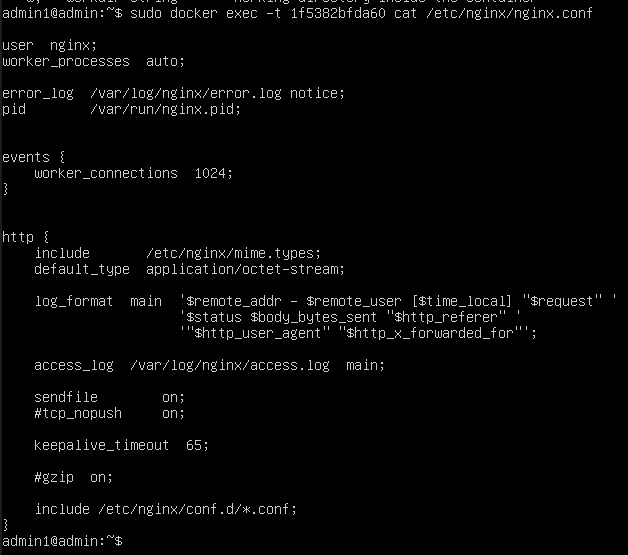 admin1@admin:~$ sudo docker exec -t 1f5382bfda60 cat /etc/nginx/nginx.conf
user  nginx;
worker_processes  auto;
error_log  /var/log/nginx/error.log notice;
pid        /var/run/nginx.pid;
events {
    worker_connections  1024;
}
http {
    include       /etc/nginx/mime.types;
    default_type  application/octet-stream;
    log_format  main  '$remote_addr - $remote_user [$time_local] "$request" '
                      '$status $body_bytes_sent "$http_referer" '
                      '"$http_user_agent" "$http_x_forwarded_for"';
    access_log  /var/log/nginx/access.log  main;
    sendfile        on;
    #tcp_nopush     on;
    keepalive_timeout  65;
    #gzip  on;
    include /etc/nginx/conf.d/*.conf;
}
admin1@admin:~$